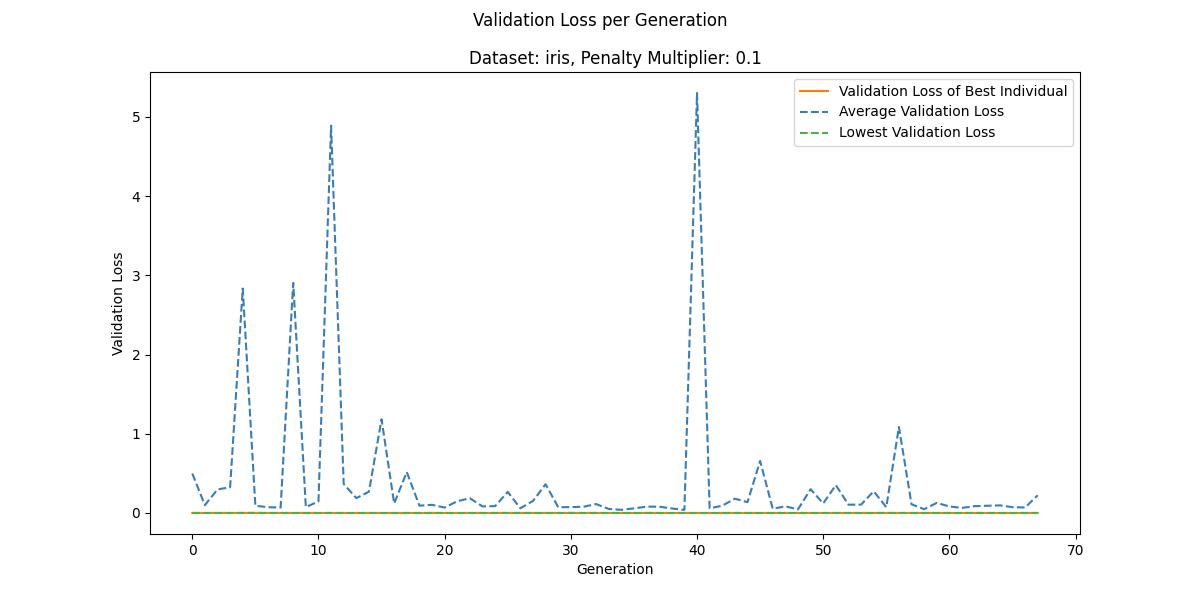 Validation Loss per Generation
Dataset: iris, Penalty Multiplier: 0.1
Validation Loss of Best Individual
Average Validation Loss
Lowest Validation Loss
5
4
3
2
1
0
Validation Loss
0 10 20 30 40 50 60 70
Generation